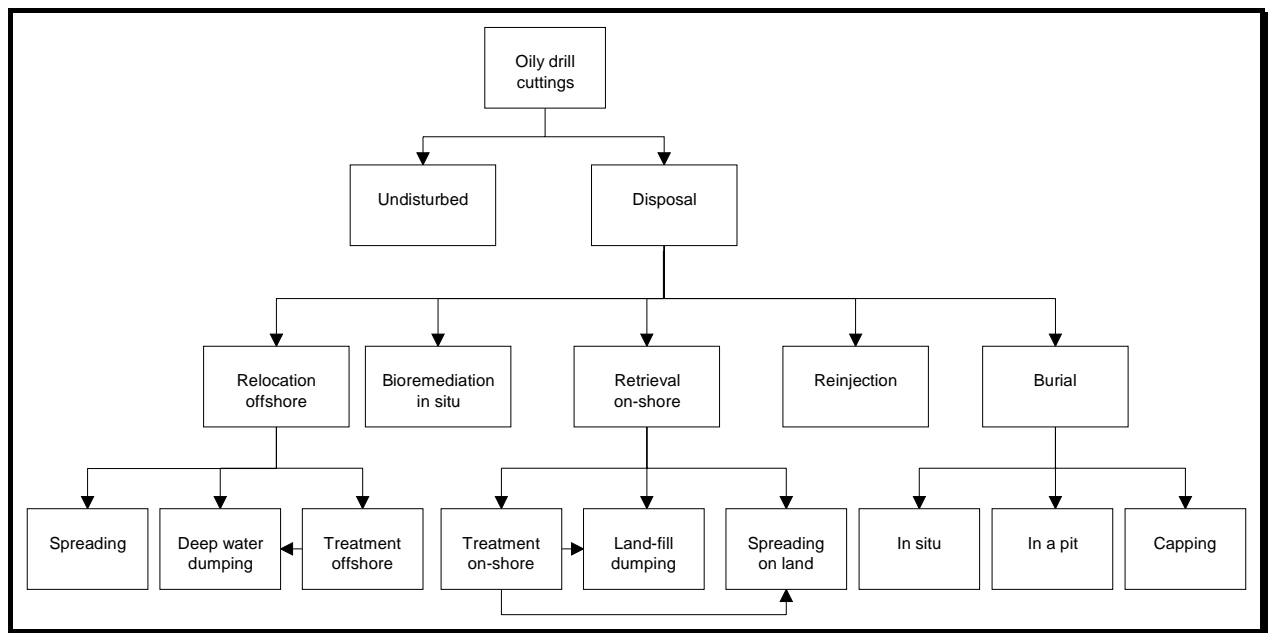 Oily drill
cuttings
Undisturbed
Disposal
Relocation
offshore
Bioremediation
in situ
Retrieval
on-shore
Reinjection
Burial
Spreading
Deep water
dumping
Treatment
offshore
Treatment
on-shore
Land-fill
dumping
Spreading
on land
In situ
In a pit
Capping